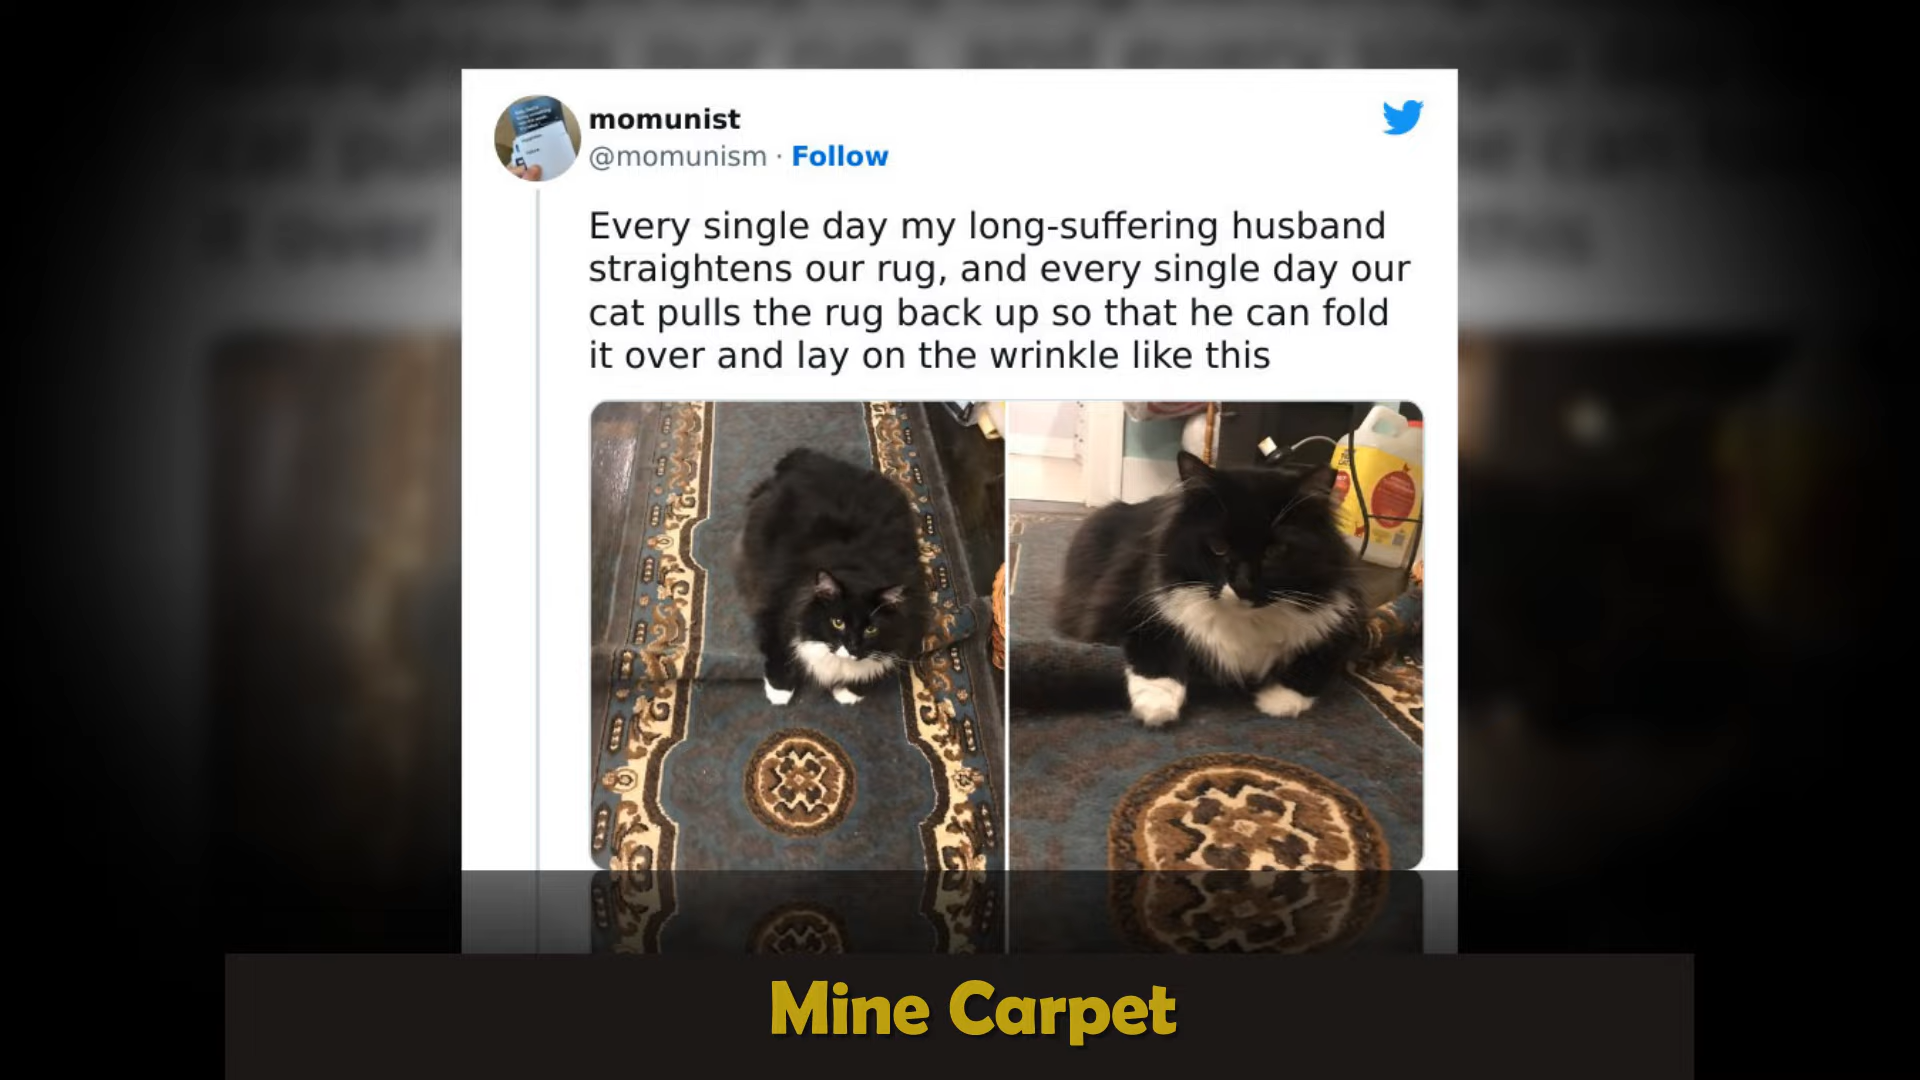 momunist
@momunism · Follow
Every single day my long-suffering husband
straightens our rug, and every single day our
cat pulls the rug back up so that he can fold
it over and lay on the wrinkle like this
Mine Carpet